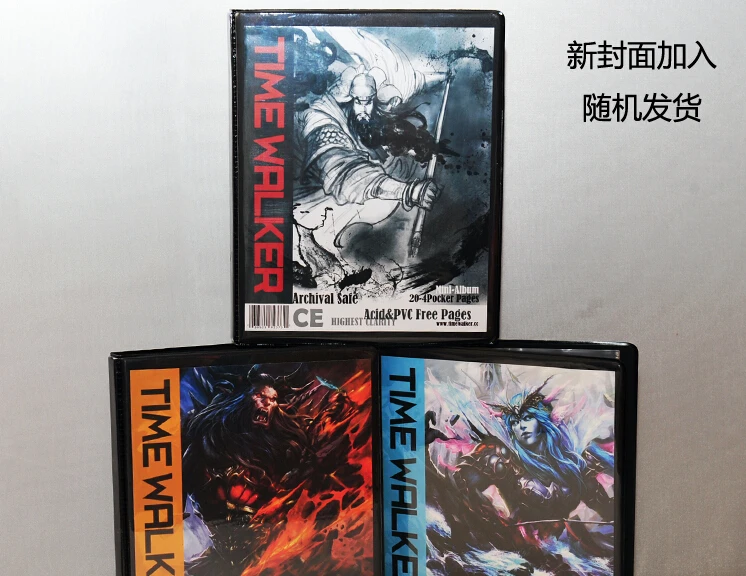 新封面加入
随机发货
TIME WALKER
Mini-Album
Archival Safe
20-4Pocker Pages
CE
Acid&PVC Free Pages
HIGHEST CLARITY
www.timewalker.cc
TIME WALK
TIME WALKE